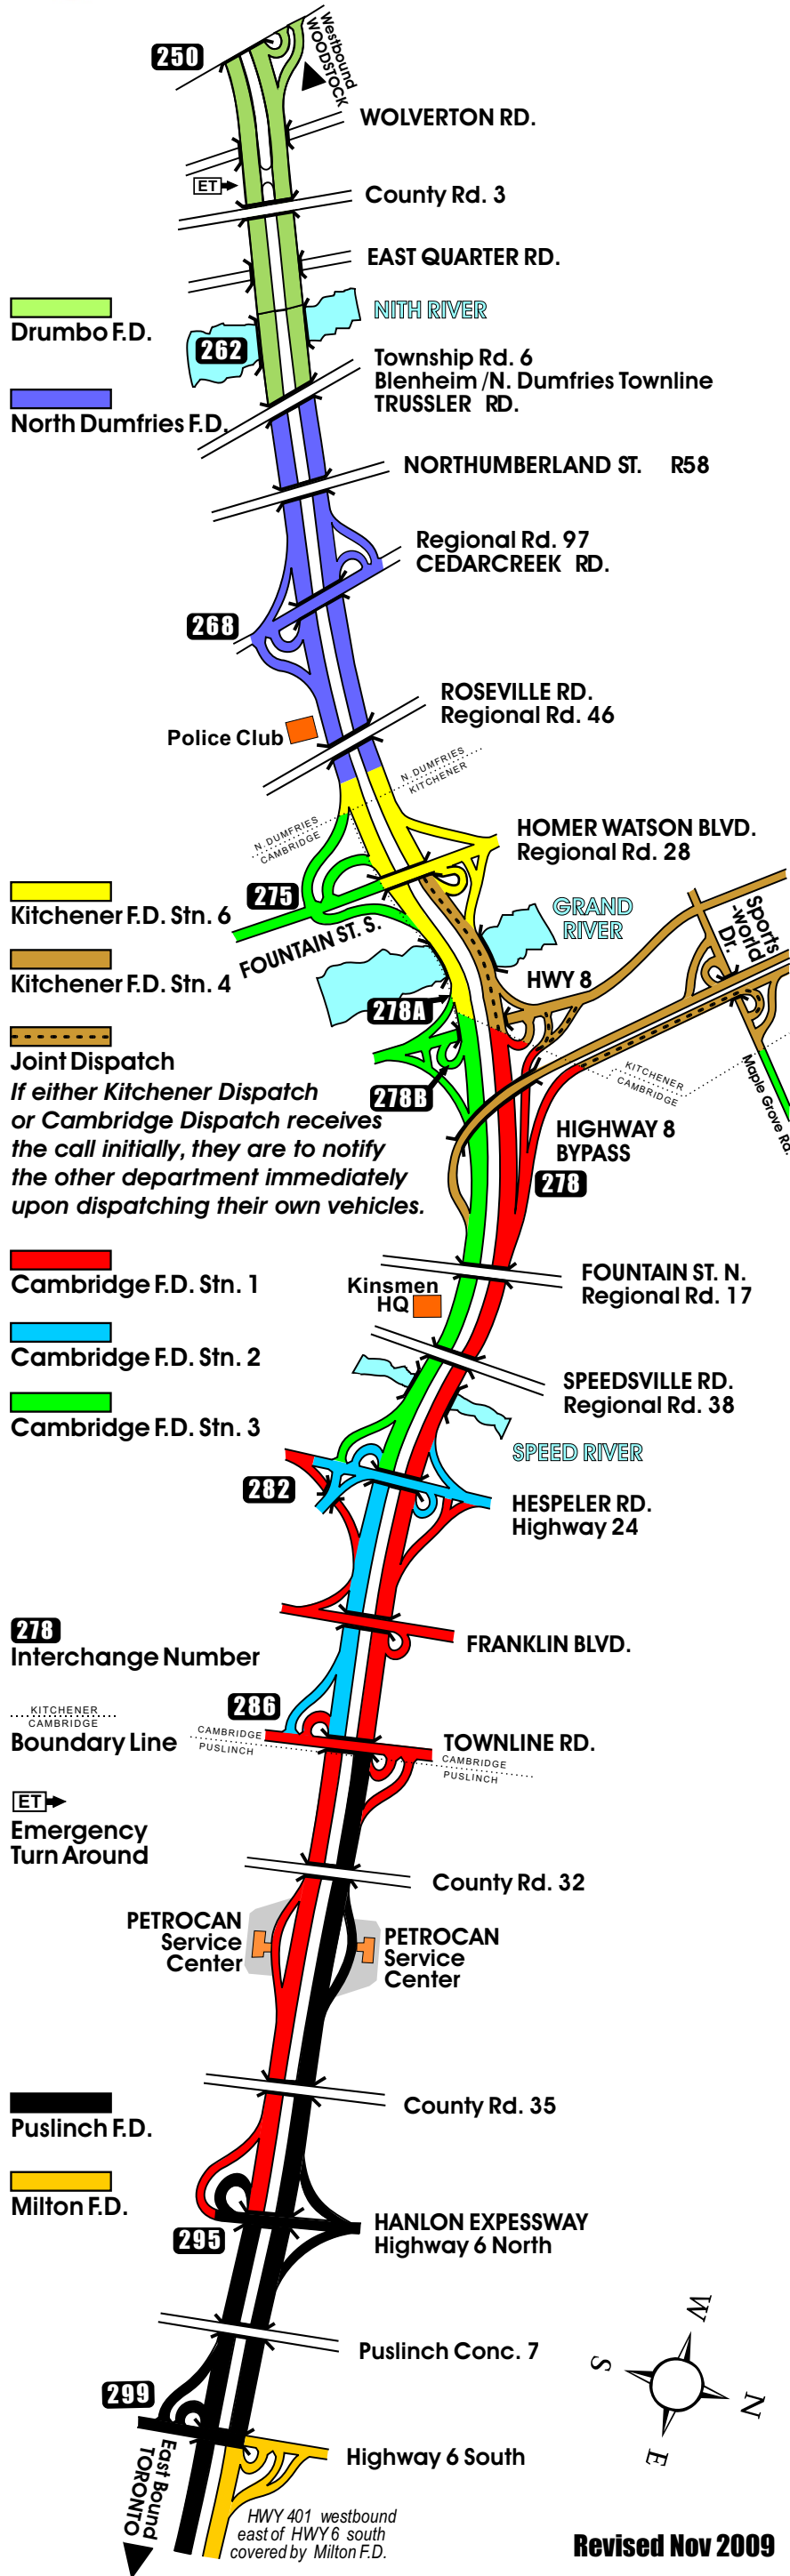 250
Westbound
WOODSTOCK
WOLVERTON RD.
ET
County Rd. 3
EAST QUARTER RD.
NITH RIVER
Drumbo F.D.
262
Township Rd. 6
Blenheim /N. Dumfries Townline
TRUSSLER RD.
North Dumfries F.D.
NORTHUMBERLAND ST. R58
Regional Rd. 97
CEDARCREEK RD.
268
ROSEVILLE RD.
Regional Rd. 46
Police Club
N. DUMFRIES
KITCHENER
N. DUMFRIES
CAMBRIDGE
HOMER WATSON BLVD.
Regional Rd. 28
275
Kitchener F.D. Stn. 6
FOUNTAIN ST. S.
GRAND
RIVER
Sports
-world
Dr.
Kitchener F.D. Stn. 4
HWY 8
278A
Joint Dispatch
If either Kitchener Dispatch
or Cambridge Dispatch receives
the call initially, they are to notify
the other department immediately
upon dispatching their own vehicles.
278B
KITCHENER
CAMBRIDGE
Maple Grove Rd.
HIGHWAY 8
BYPASS
278
Cambridge F.D. Stn. 1
FOUNTAIN ST. N.
Regional Rd. 17
Kinsmen
HQ
Cambridge F.D. Stn. 2
SPEEDSVILLE RD.
Regional Rd. 38
Cambridge F.D. Stn. 3
SPEED RIVER
282
HESPELER RD.
Highway 24
278
Interchange Number
FRANKLIN BLVD.
286
KITCHENER
CAMBRIDGE
Boundary Line
CAMBRIDGE
PUSLINCH
TOWNLINE RD.
CAMBRIDGE
PUSLINCH
ET
Emergency
Turn Around
County Rd. 32
PETROCAN
Service
Center
PETROCAN
Service
Center
Puslinch F.D.
County Rd. 35
Milton F.D.
295
HANLON EXPESSWAY
Highway 6 North
Puslinch Conc. 7
W
S
N
E
299
East Bound
TORONTO
Highway 6 South
HWY 401 westbound
east of HWY 6 south
covered by Milton F.D.
Revised Nov 2009